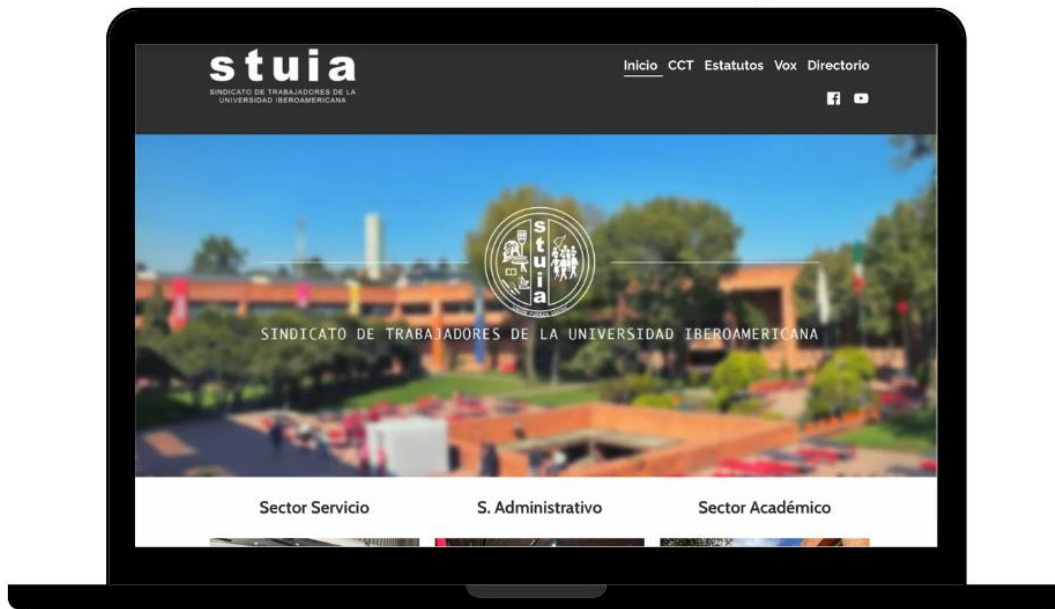 stuia
SINDICATO DE TRABAJADORES DE LA
UNIVERSIDAD IBEROAMERICANA
Inicio CCT Estatutos Vox Directorio
stuia
SINDICATO DE TRABAJADORES DE LA UNIVERSIDAD IBEROAMERICANA
Sector Servicio
S. Administrativo
Sector Académico